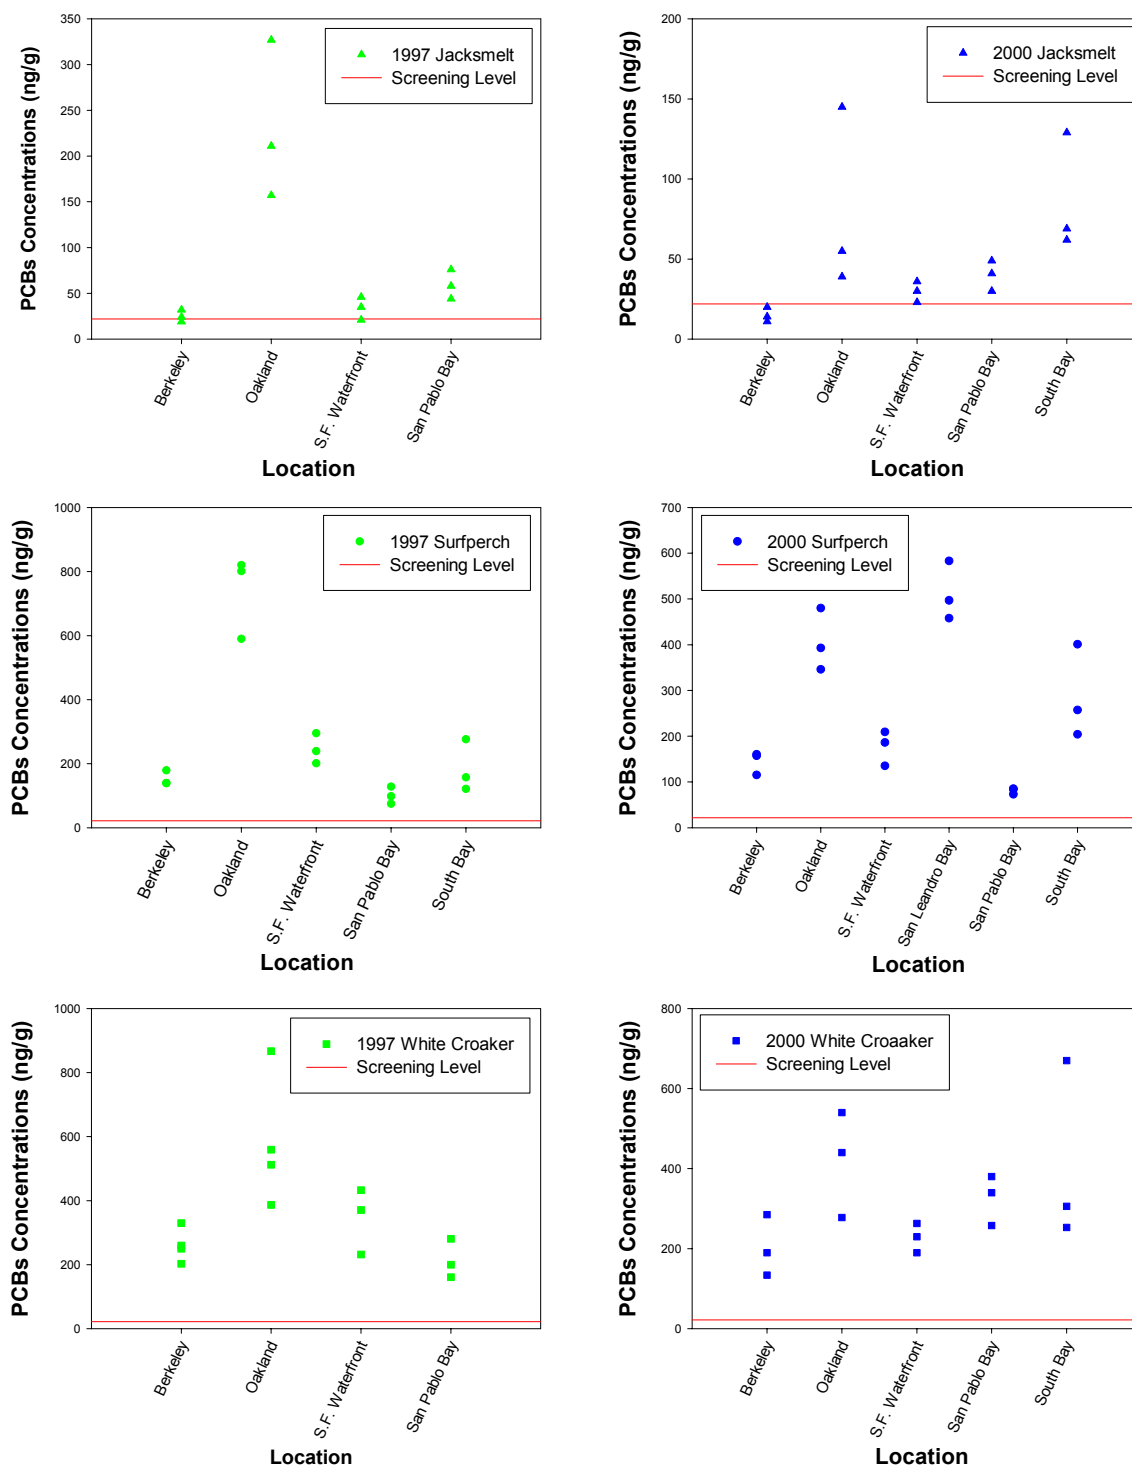 PCBs Concentrations (ng/g)
350
300
250
200
150
100
50
0
1997 Jacksmelt
Screening Level
Berkeley
Oakland
S.F. Waterfront
San Pablo Bay
Location
PCBs Concentrations (ng/g)
200
150
100
50
0
2000 Jacksmelt
Screening Level
Berkeley
Oakland
S.F. Waterfront
San Pablo Bay
South Bay
Location
PCBs Concentrations (ng/g)
1000
800
600
400
200
0
1997 Surfperch
Screening Level
Berkeley
Oakland
S.F. Waterfront
San Pablo Bay
South Bay
Location
PCBs Concentrations (ng/g)
700
600
500
400
300
200
100
0
2000 Surfperch
Screening Level
Berkeley
Oakland
S.F. Waterfront
San Leandro Bay
San Pablo Bay
South Bay
Location
PCBs Concentrations (ng/g)
1000
800
600
400
200
0
1997 White Croaker
Screening Level
Berkeley
Oakland
S.F. Waterfront
San Pablo Bay
Location
PCBs Concentrations (ng/g)
800
600
400
200
0
2000 White Croaaker
Screening Level
Berkeley
Oakland
S.F. Waterfront
San Pablo Bay
South Bay
Location